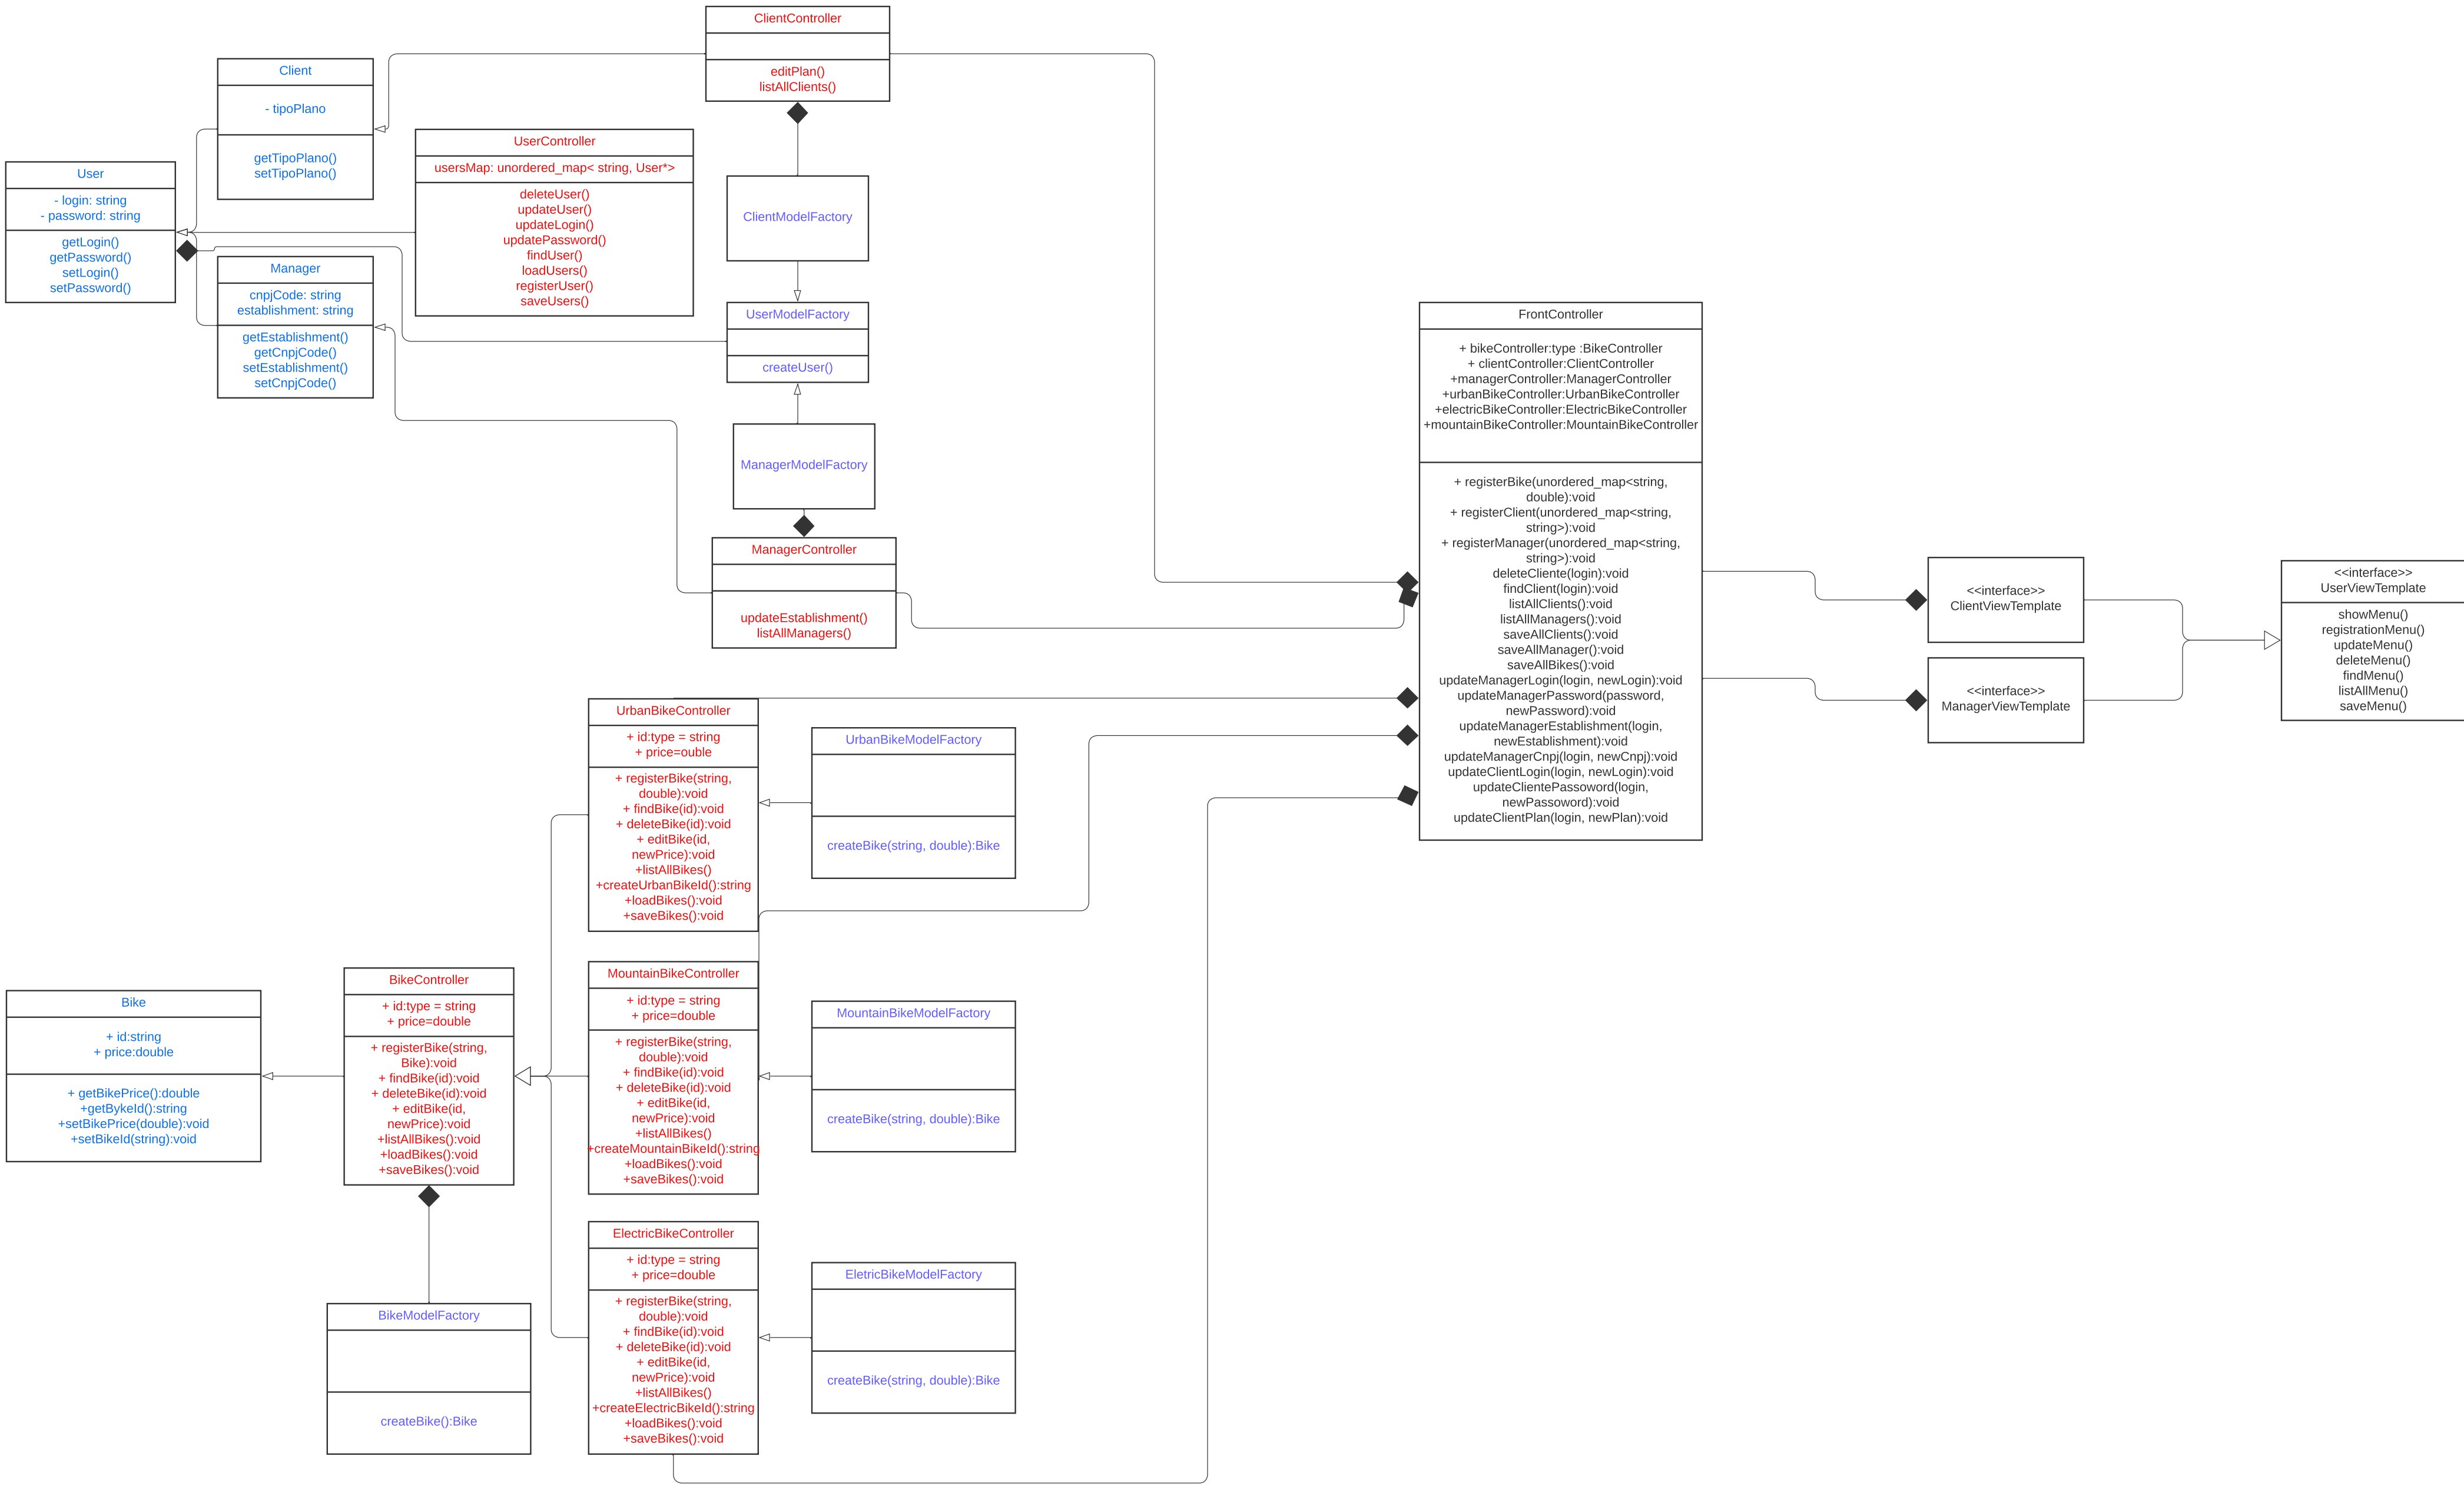 ClientController
editPlan()
listAllClients()
Client
- tipoPlano
getTipoPlano()
setTipoPlano()
UserController
usersMap: unordered_map< string, User*>
deleteUser()
updateUser()
updateLogin()
updatePassword()
findUser()
loadUsers()
registerUser()
saveUsers()
User
- login: string
- password: string
getLogin()
getPassword()
setLogin()
setPassword()
ClientModelFactory
Manager
cnpjCode: string
establishment: string
getEstablishment()
getCnpjCode()
setEstablishment()
setCnpjCode()
UserModelFactory
createUser()
ManagerModelFactory
ManagerController
updateEstablishment()
listAllManagers()
FrontController
+ bikeController:type :BikeController
+ clientController:ClientController
+managerController:ManagerController
+urbanBikeController:UrbanBikeController
+electricBikeController:ElectricBikeController
+mountainBikeController:MountainBikeController
+ registerBike(unordered_map<string,
double):void
+ registerClient(unordered_map<string,
string>):void
+ registerManager(unordered_map<string,
string>):void
deleteCliente(login):void
findClient(login):void
listAllClients():void
listAllManagers():void
saveAllClients():void
saveAllManager():void
saveAllBikes():void
updateManagerLogin(login, newLogin):void
updateManagerPassword(password,
newPassword):void
updateManagerEstablishment(login,
newEstablishment):void
updateManagerCnpj(login, newCnpj):void
updateClientLogin(login, newLogin):void
updateClientePassoword(login,
newPassoword):void
updateClientPlan(login, newPlan):void
<<interface>>
ClientViewTemplate
<<interface>>
ManagerViewTemplate
<<interface>>
UserViewTemplate
showMenu()
registrationMenu()
updateMenu()
deleteMenu()
findMenu()
listAllMenu()
saveMenu()
UrbanBikeController
+ id:type = string
+ price=ouble
+ registerBike(string,
double):void
+ findBike(id):void
+ deleteBike(id):void
+ editBike(id,
newPrice):void
+listAllBikes()
+createUrbanBikeId():string
+loadBikes():void
+saveBikes():void
UrbanBikeModelFactory
createBike(string, double):Bike
Bike
+ id:string
+ price:double
+ getBikePrice():double
+getBykeId():string
+setBikePrice(double):void
+setBikeId(string):void
BikeController
+ id:type = string
+ price=double
+ registerBike(string,
Bike):void
+ findBike(id):void
+ deleteBike(id):void
+ editBike(id,
newPrice):void
+listAllBikes():void
+loadBikes():void
+saveBikes():void
MountainBikeController
+ id:type = string
+ price=double
+ registerBike(string,
double):void
+ findBike(id):void
+ deleteBike(id):void
+ editBike(id,
newPrice):void
+listAllBikes()
+createMountainBikeId():string
+loadBikes():void
+saveBikes():void
MountainBikeModelFactory
createBike(string, double):Bike
ElectricBikeController
+ id:type = string
+ price=double
+ registerBike(string,
double):void
+ findBike(id):void
+ deleteBike(id):void
+ editBike(id,
newPrice):void
+listAllBikes()
+createElectricBikeId():string
+loadBikes():void
+saveBikes():void
EletricBikeModelFactory
createBike(string, double):Bike
BikeModelFactory
createBike():Bike